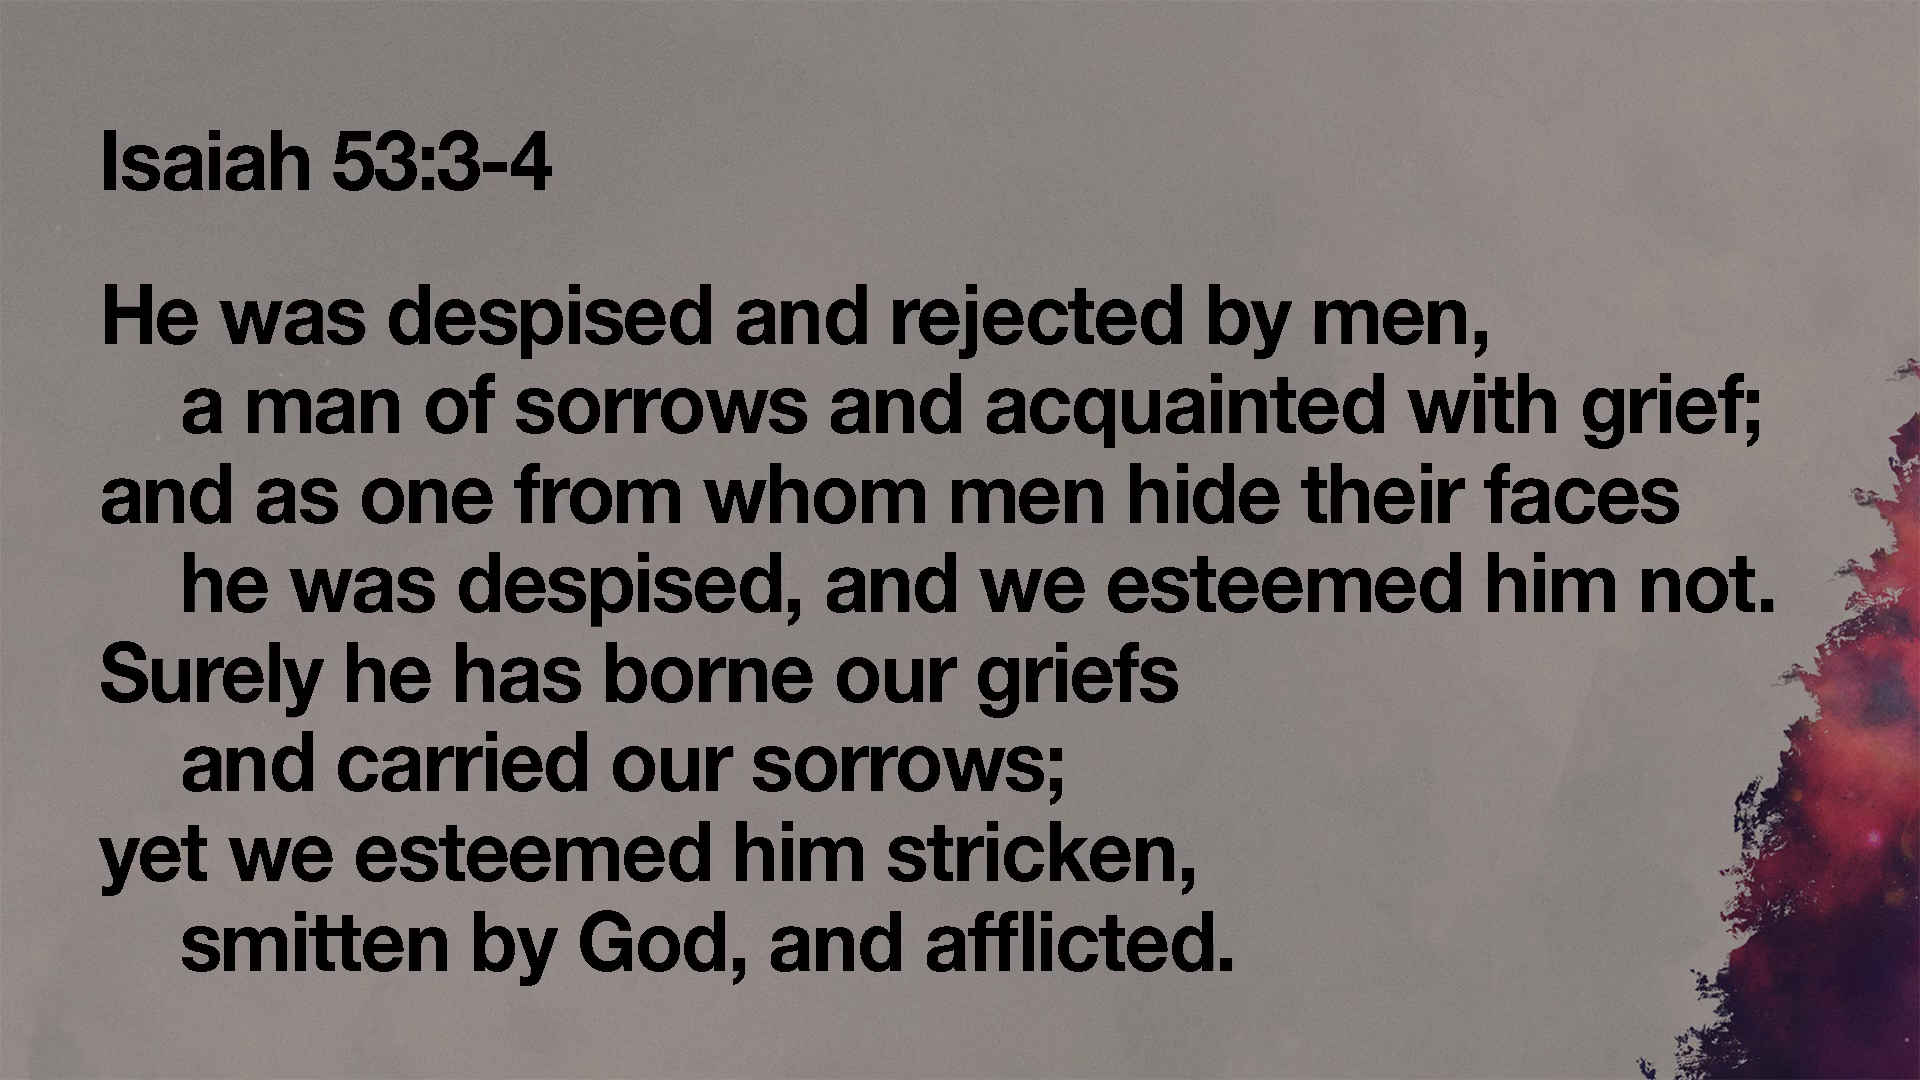 Isaiah 53:3-4
He was despised and rejected by men,
a man of sorrows and acquainted with grief;
and as one from whom men hide their faces
he was despised, and we esteemed him not.
Surely he has borne our griefs
and carried our sorrows;
yet we esteemed him stricken,
smitten by God, and afflicted.